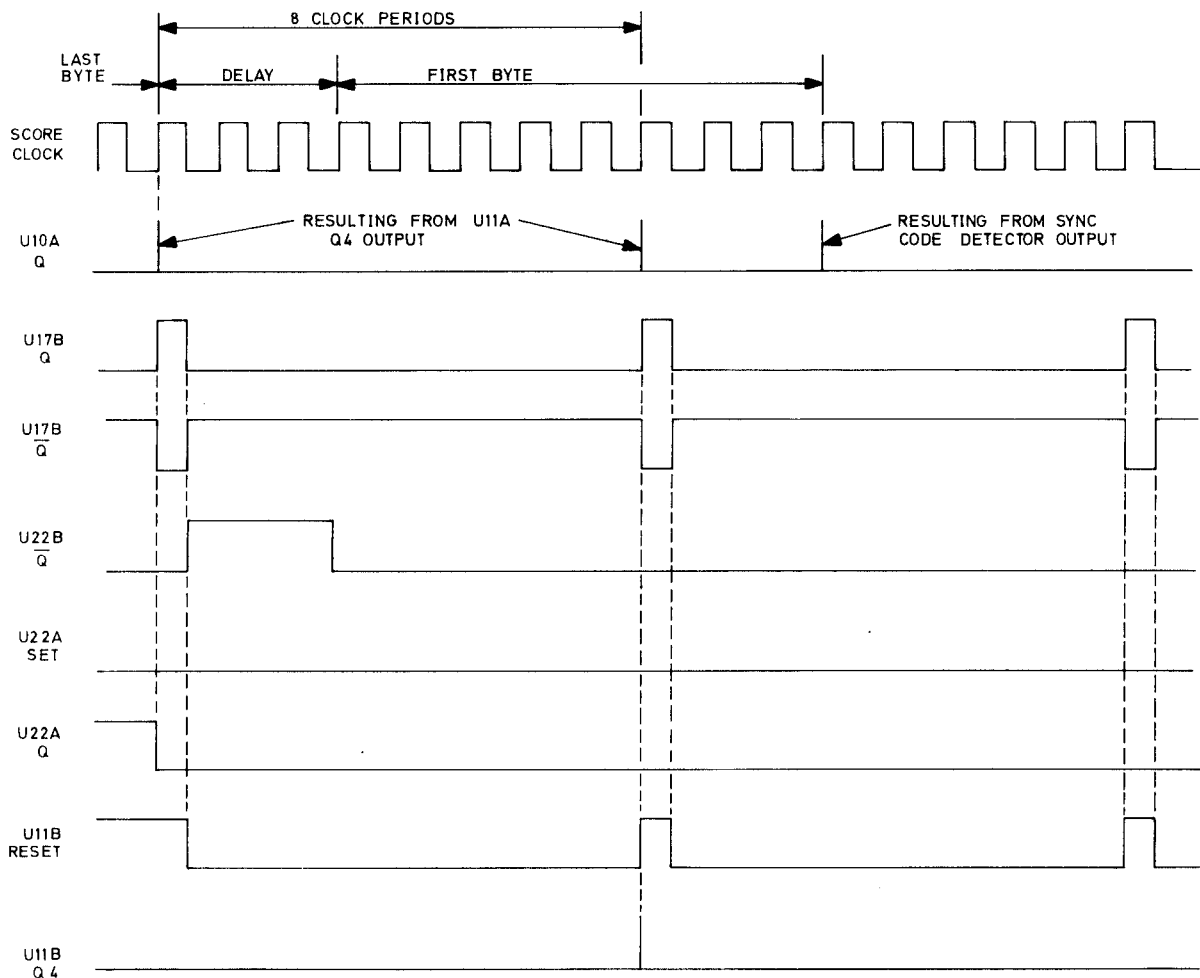 8 CLOCK PERIODS
LAST
BYTE
DELAY
FIRST BYTE
SCORE
CLOCK
RESULTING FROM U11A
Q4 OUTPUT
RESULTING FROM SYNC
CODE DETECTOR OUTPUT
U10A
Q
U17B
Q
U17B
Q̅
U22B
Q̅
U22A
SET
U22A
Q
U11B
RESET
U11B
Q4